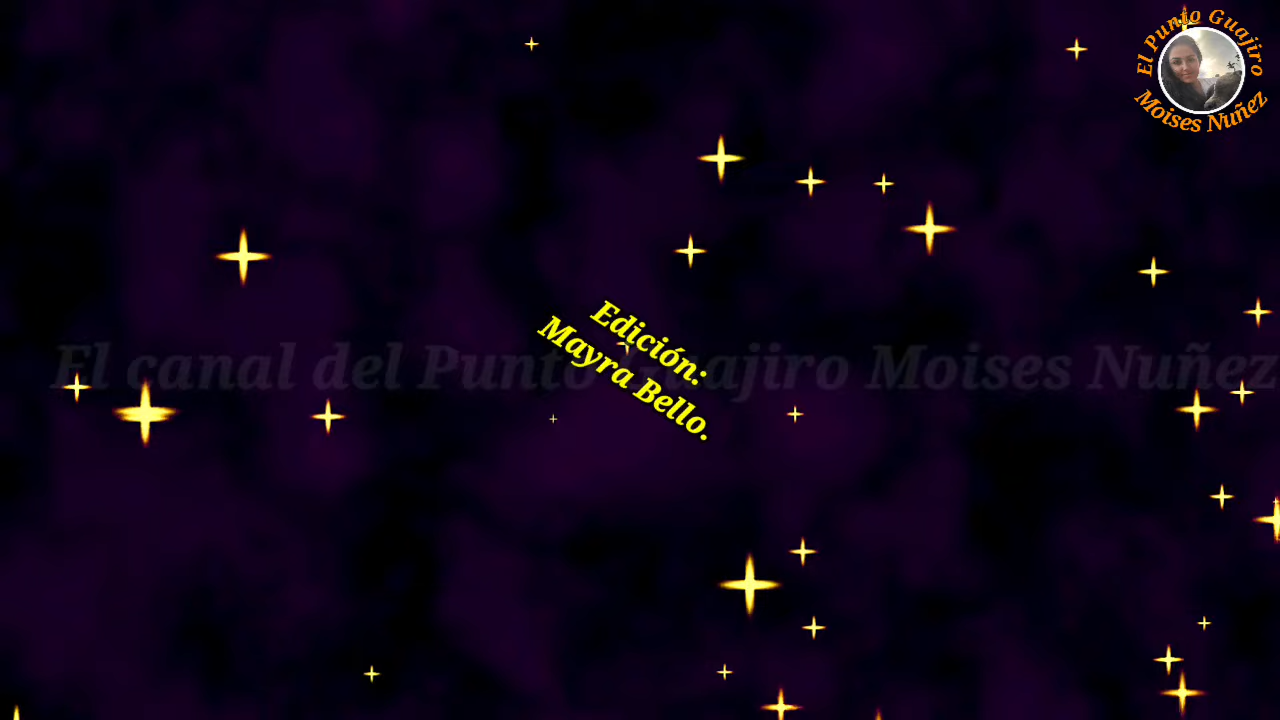 El Punto Guajiro
Moises Nuñez
Edición:
Mayra Bello.
El canal del Punto Guajiro Moises Nuñez